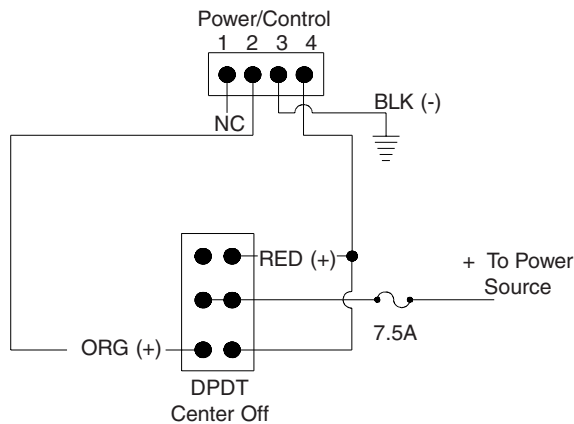 Power/Control
1 2 3 4
BLK (-)
NC
RED (+)
+ To Power
Source
7.5A
ORG (+)
DPDT
Center Off